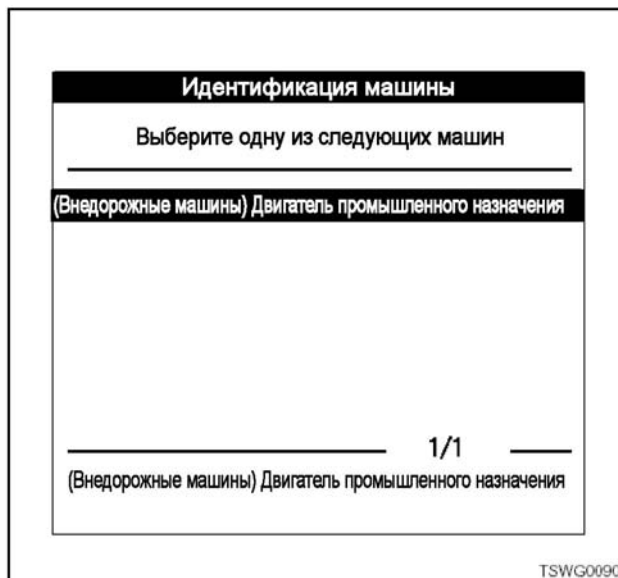 Идентификация машины
Выберите одну из следующих машин
(Внедорожные машины) Двигатель промышленного назначения
1/1
(Внедорожные машины) Двигатель промышленного назначения
TSWG0090